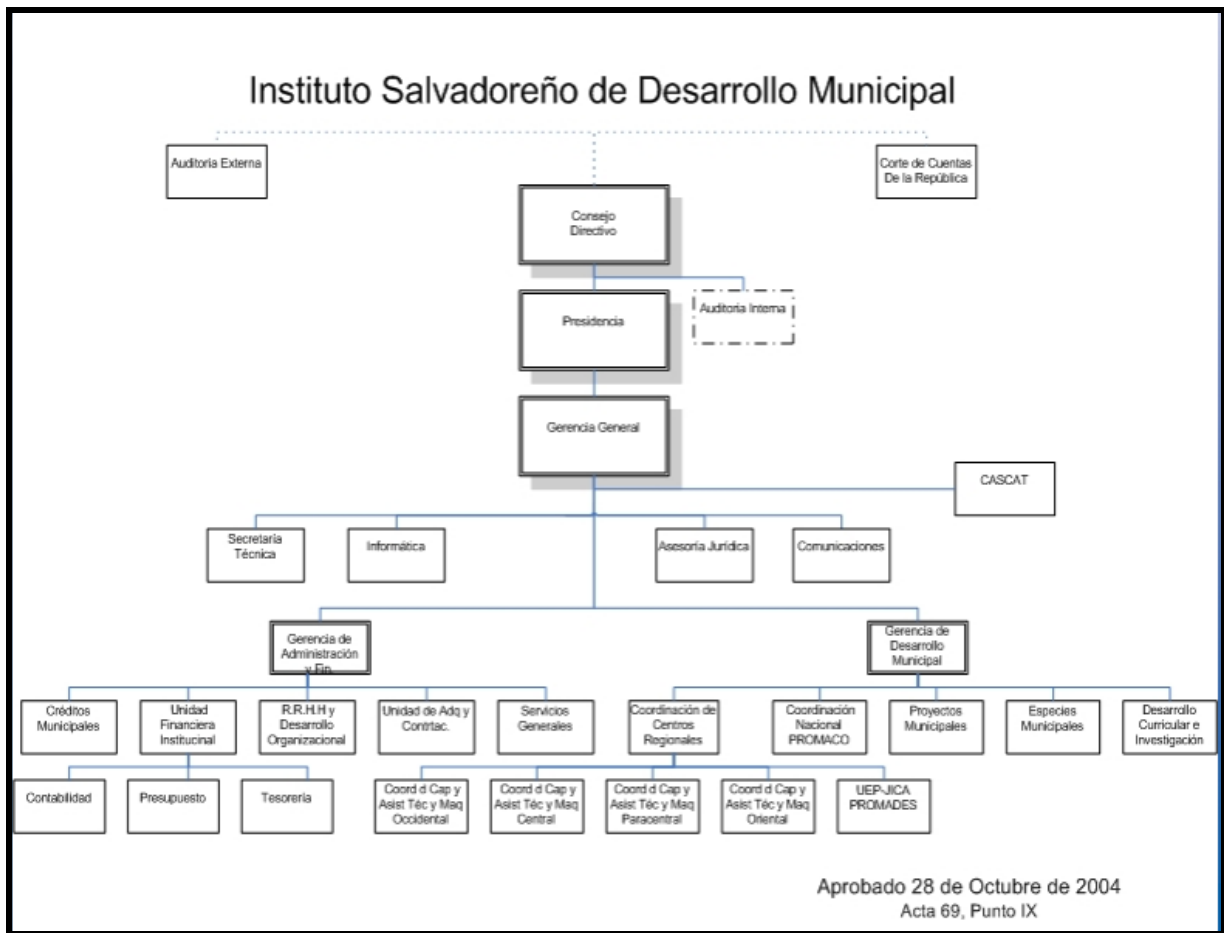 Instituto Salvadoreño de Desarrollo Municipal
Auditoria Externa
Corte de Cuentas
De la República
Consejo
Directivo
Auditoria Interna
Presidencia
Gerencia General
CASCAT
Secretaría
Técnica
Informática
Asesoría Jurídica
Comunicaciones
Gerencia de
Administración
y Fin.
Gerencia de
Desarrollo
Municipal
Créditos
Municipales
Unidad
Financiera
Institucinal
R.R.H.H y
Desarrollo
Organizacional
Unidad de Adq y
Contrtac.
Servicios
Generales
Coordinación de
Centros
Regionales
Coordinación
Nacional
PROMACO
Proyectos
Municipales
Especies
Municipales
Desarrollo
Curricular e
Investigación
Contabilidad
Presupuesto
Tesorería
Coord d Cap y
Asist Téc y Maq
Occidental
Coord d Cap y
Asist Téc y Maq
Central
Coord d Cap y
Asist Téc y Maq
Paracentral
Coord d Cap y
Asist Téc y Maq
Oriental
UEP-JICA
PROMADES
Aprobado 28 de Octubre de 2004
Acta 69, Punto IX